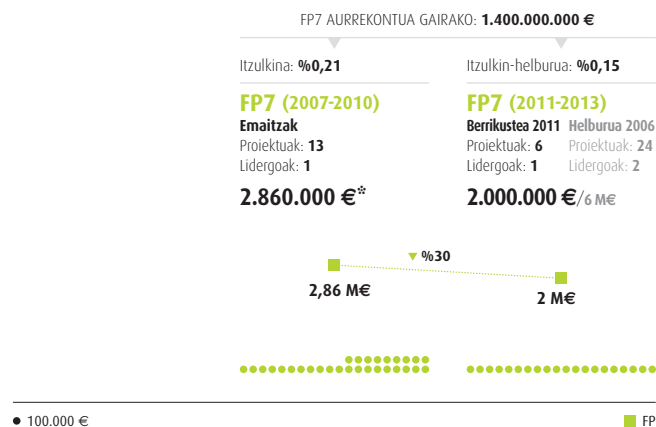 FP7 AURREKONTUA GAIRAKO: 1.400.000.000 €
Itzulkina: %0,21
FP7 (2007-2010)
Emaitzak
Proiektuak: 13
Lidergoak: 1
2.860.000 €*
Itzulkin-helburua: %0,15
FP7 (2011-2013)
Berrikustea 2011 Helburua 2006
Proiektuak: 6 Proiektuak: 24
Lidergoak: 1 Lidergoak: 2
2.000.000 €/6 M€
%30
2,86 M€
2 M€
100.000 €
FP